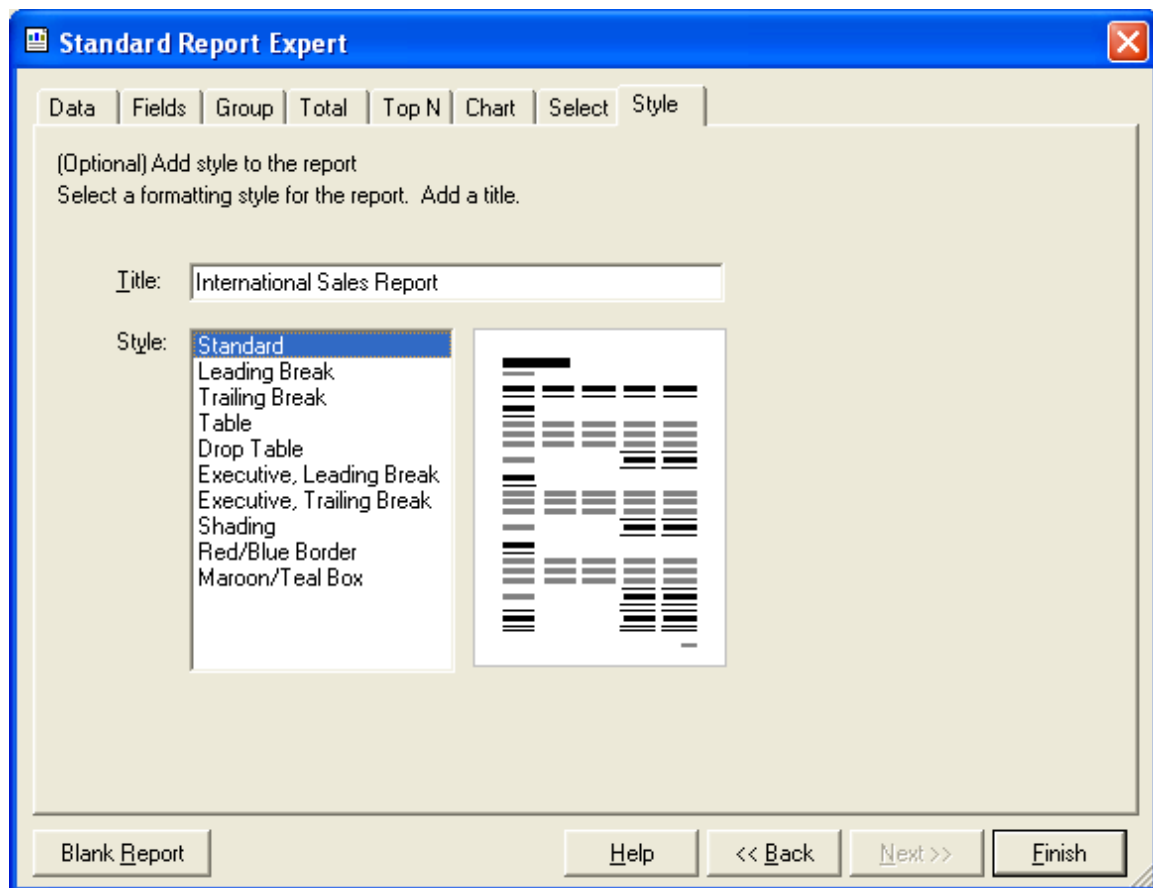 Standard Report Expert
Data Fields Group Total Top N Chart Select Style
(Optional) Add style to the report
Select a formatting style for the report. Add a title.
Title: International Sales Report
Style: Standard
Leading Break
Trailing Break
Table
Drop Table
Executive, Leading Break
Executive, Trailing Break
Shading
Red/Blue Border
Maroon/Teal Box
Blank Report Help << Back Next >> Finish